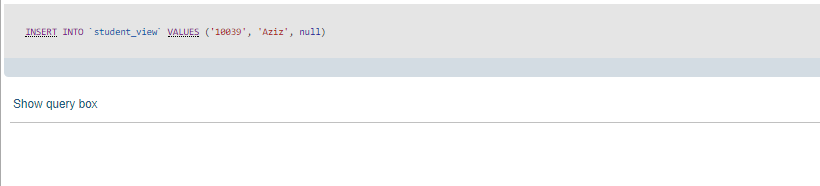 INSERT INTO `student_view` VALUES ('10039', 'Aziz', null)
Show query box